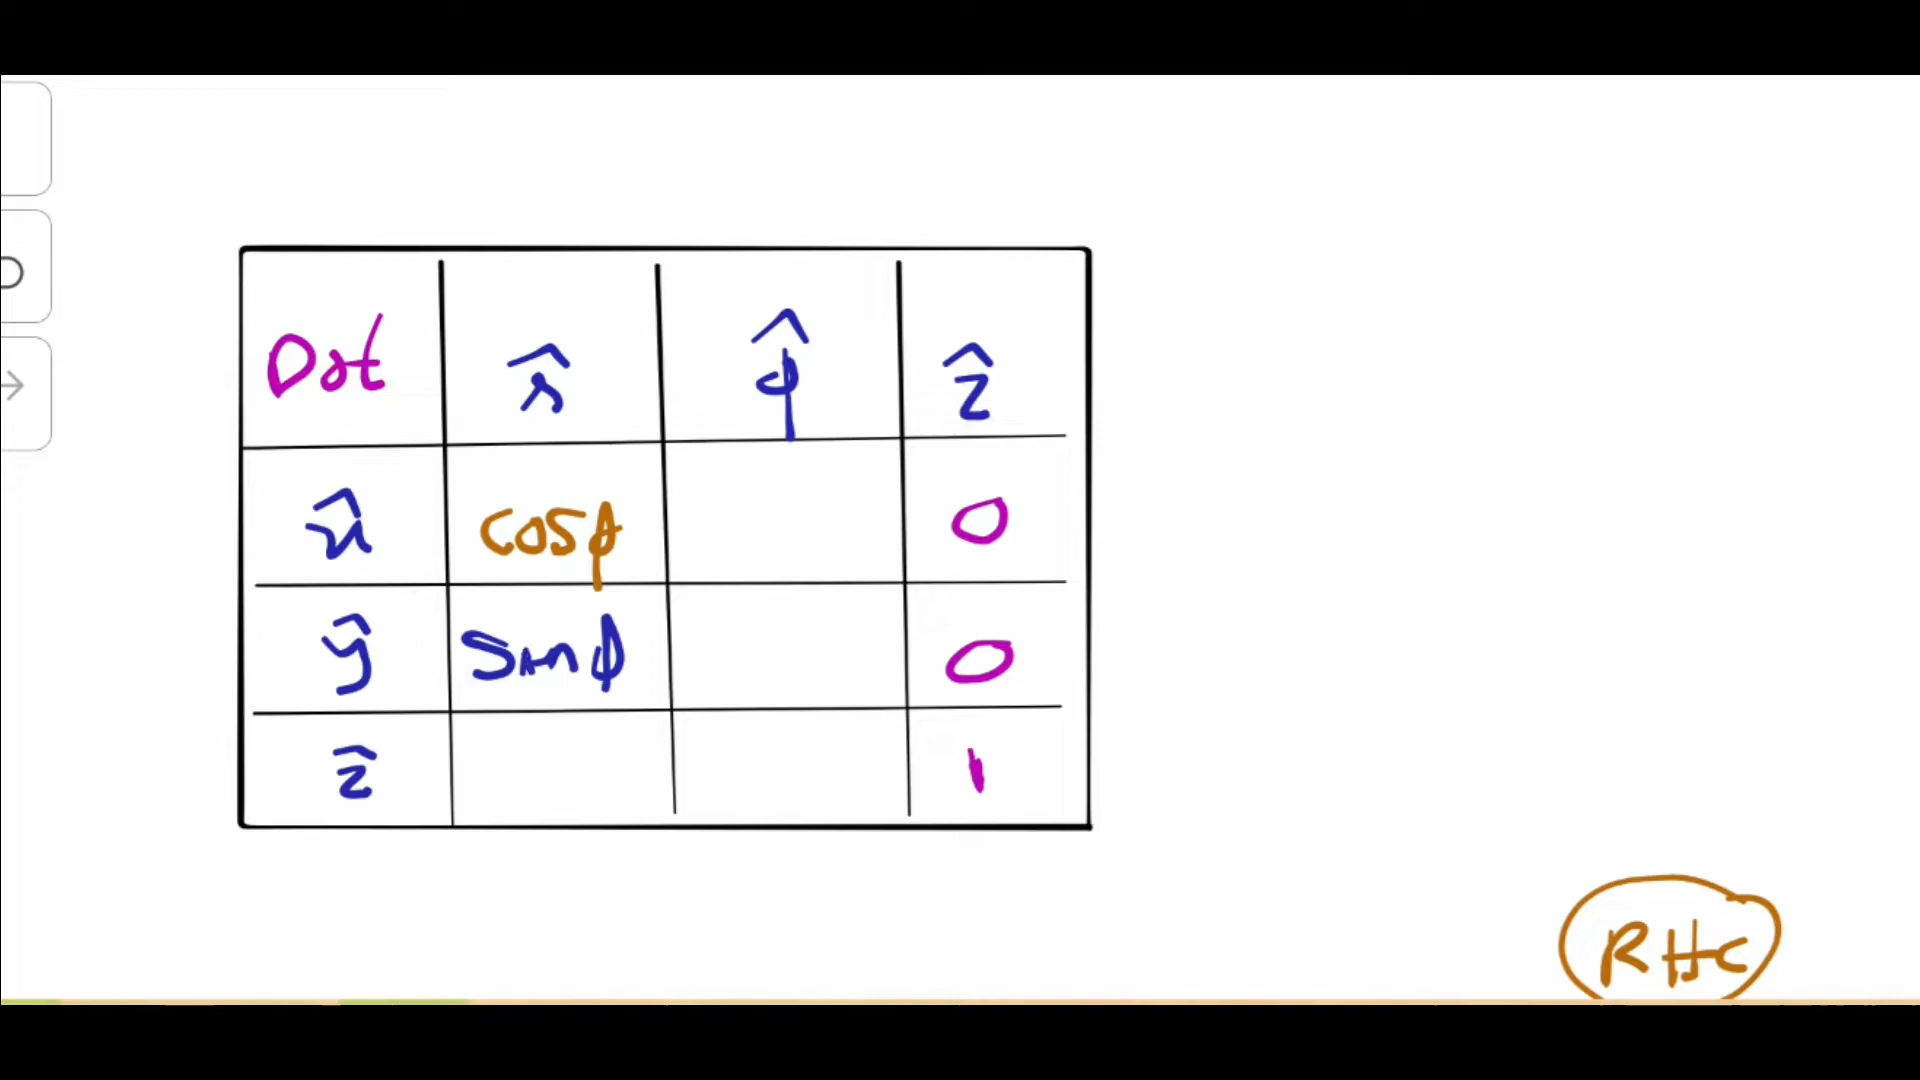 Dot ŝ φ̂ ẑ
x̂ cosφ 0
ŷ Sinφ 0
ẑ 1
RHC